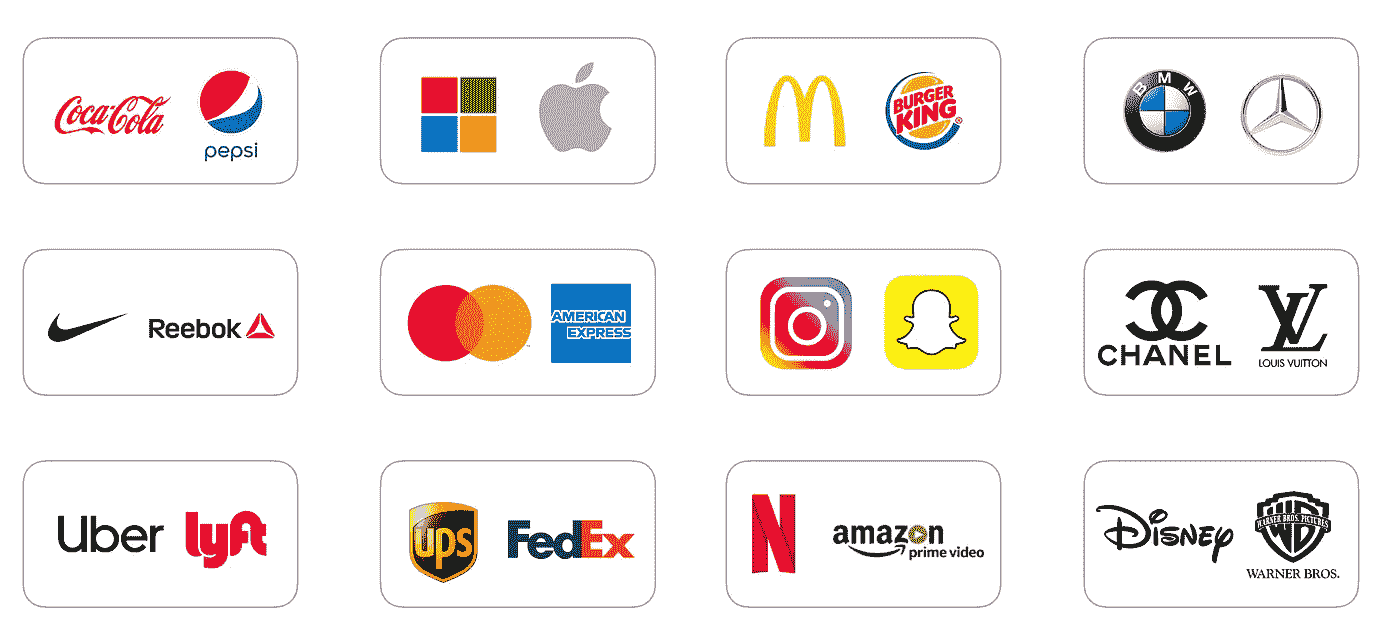 Coca-Cola
pepsi
M
BURGER
KING
®
BMW
Reebok
AMERICAN
EXPRESS
CHANEL
LV
LOUIS VUITTON
Uber
lyft
ups
FedEx
N
amazon
prime video
Disney
WARNER BROS. PICTURES
WB
WARNER BROS.